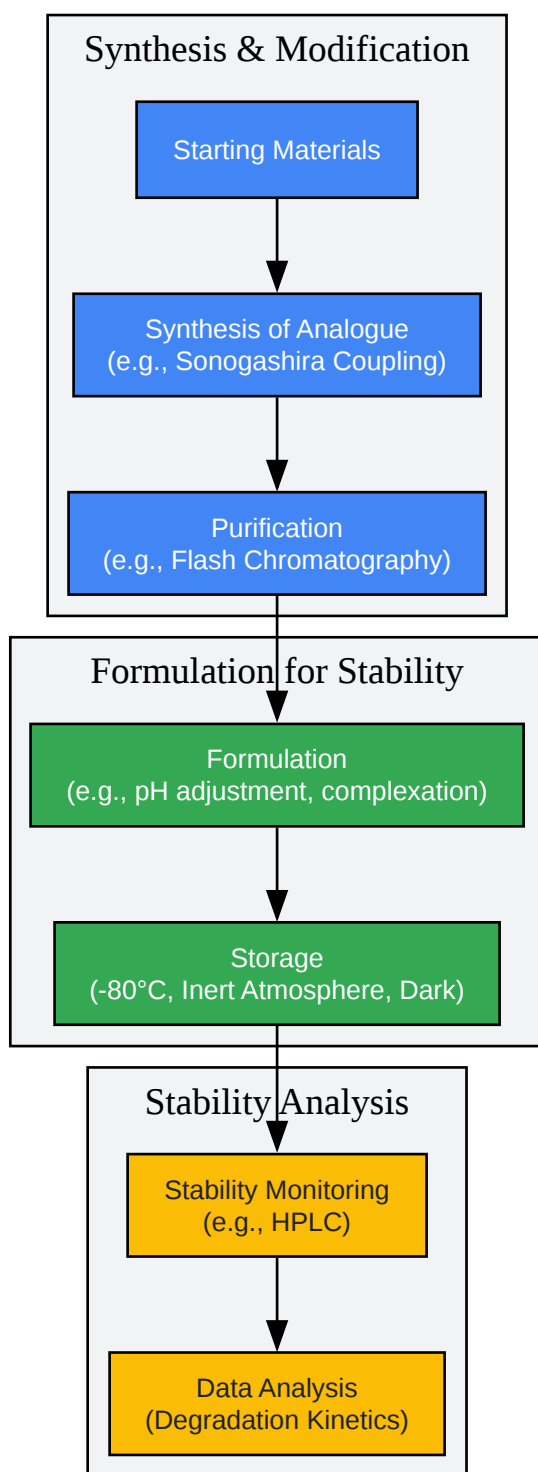 Synthesis & Modification
Starting Materials
Synthesis of Analogue
(e.g., Sonogashira Coupling)
Purification
(e.g., Flash Chromatography)
Formulation for Stability
Formulation
(e.g., pH adjustment, complexation)
Storage
(-80°C, Inert Atmosphere, Dark)
Stability Analysis
Stability Monitoring
(e.g., HPLC)
Data Analysis
(Degradation Kinetics)